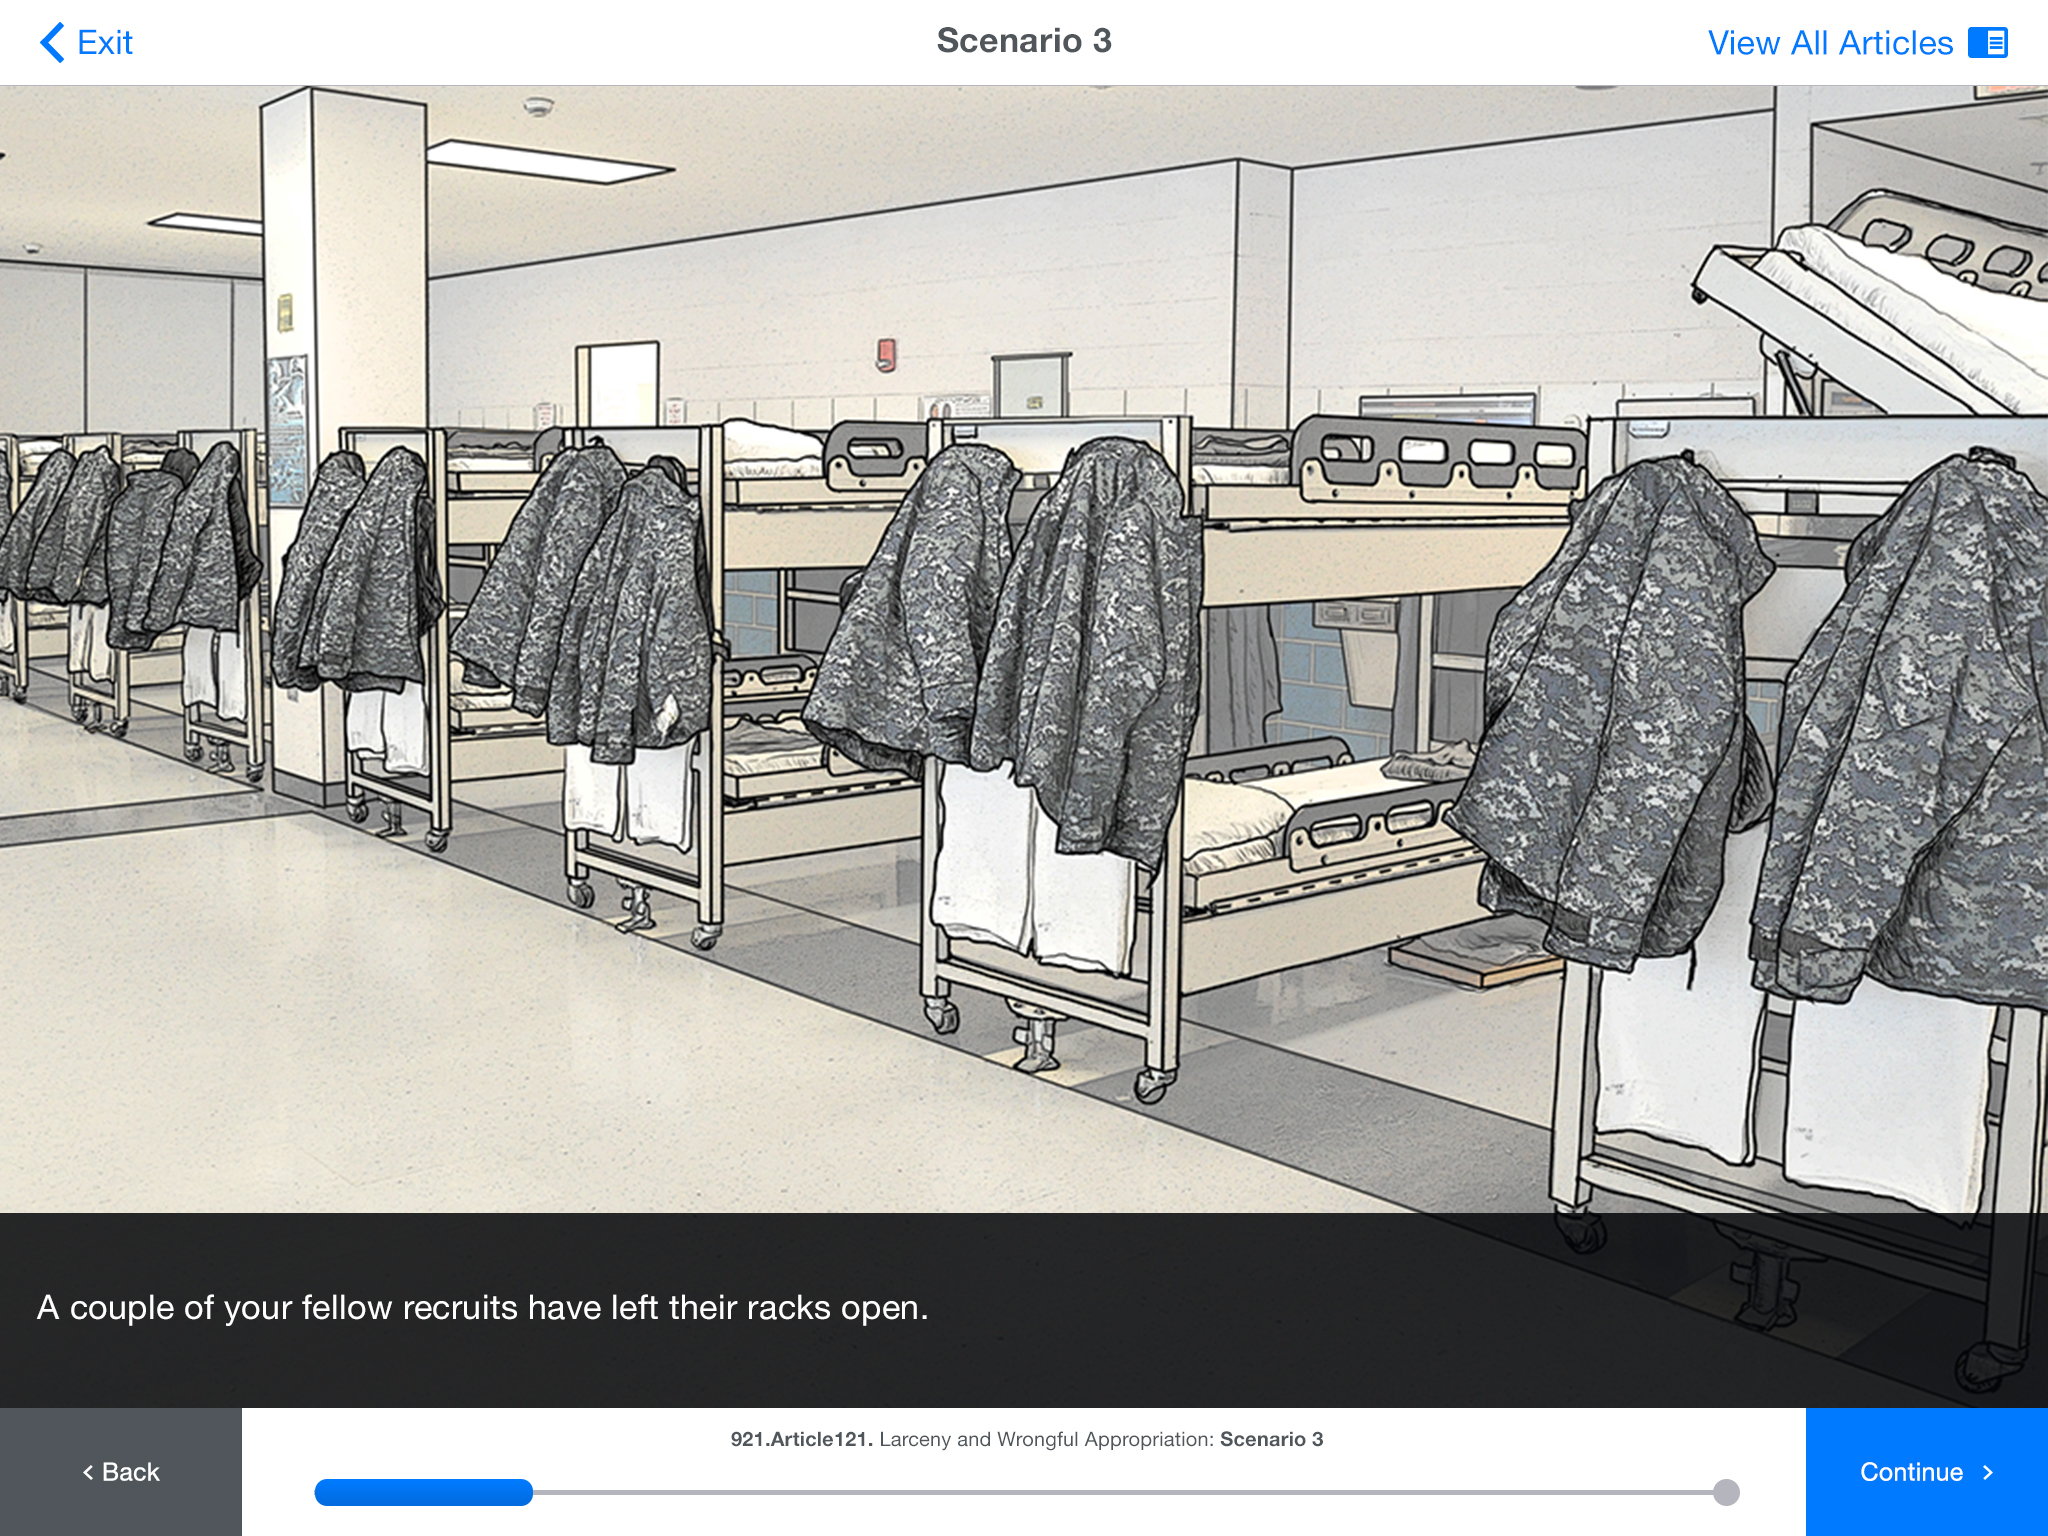 Exit
Scenario 3
View All Articles
A couple of your fellow recruits have left their racks open.
921.Article121. Larceny and Wrongful Appropriation: Scenario 3
Back
Continue